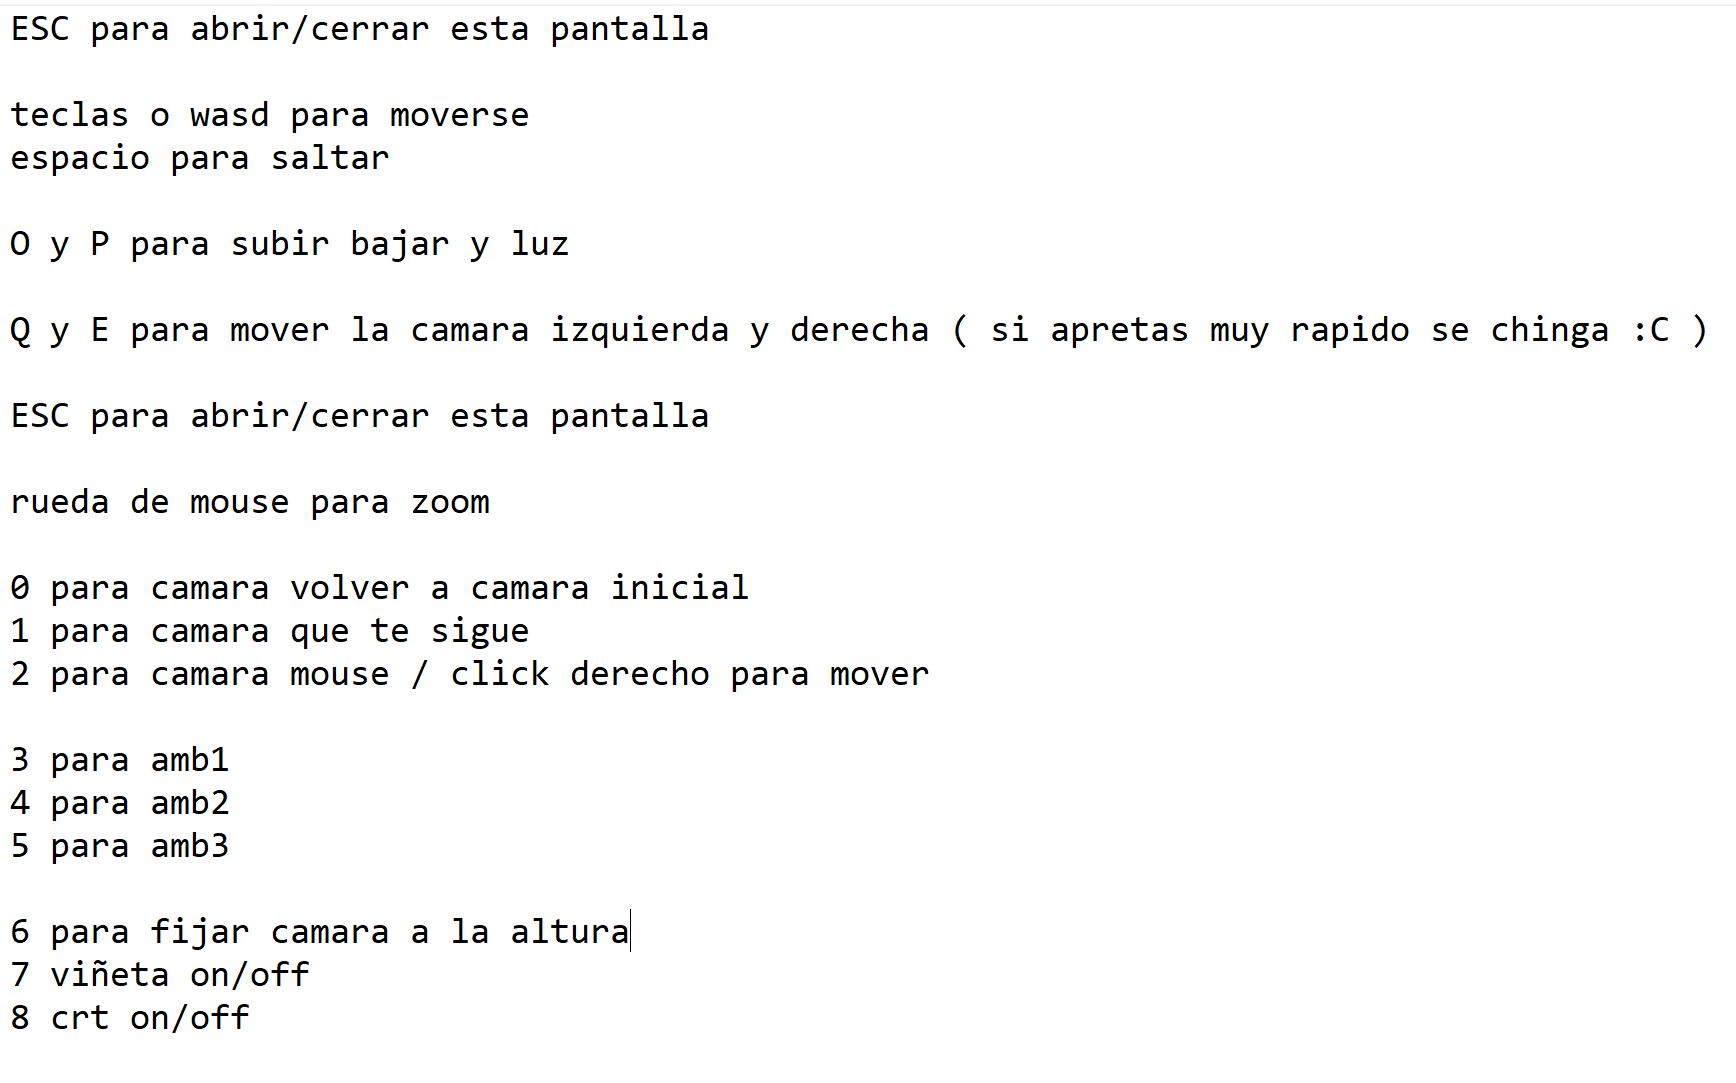 ESC para abrir/cerrar esta pantalla
teclas o wasd para moverse
espacio para saltar
O y P para subir bajar y luz
Q y E para mover la camara izquierda y derecha ( si apretas muy rapido se chinga :C )
ESC para abrir/cerrar esta pantalla
rueda de mouse para zoom
0 para camara volver a camara inicial
1 para camara que te sigue
2 para camara mouse / click derecho para mover
3 para amb1
4 para amb2
5 para amb3
6 para fijar camara a la altura
7 viñeta on/off
8 crt on/off